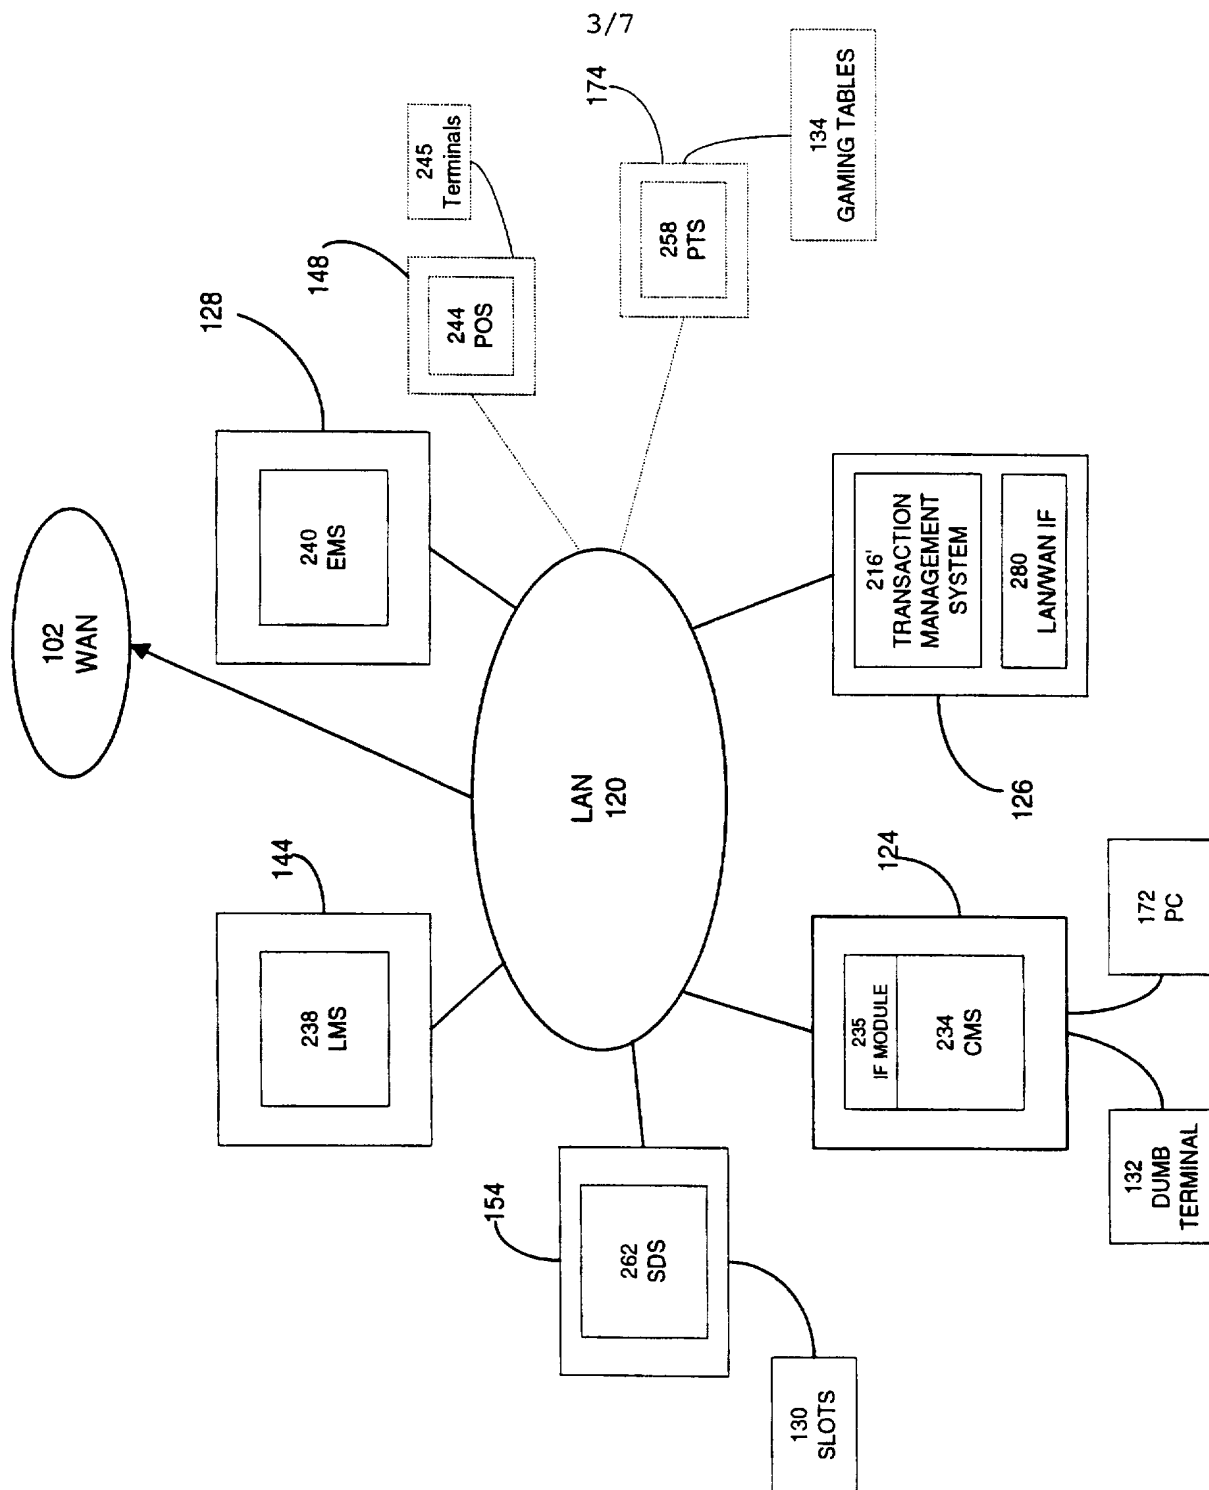 3/7
102
WAN
128
240
EMS
148
244
POS
245
Terminals
174
258
PTS
134
GAMING TABLES
144
238
LMS
LAN
120
154
262
SDS
130
SLOTS
124
235
IF MODULE
234
CMS
132
DUMB
TERMINAL
172
PC
126
216'
TRANSACTION
MANAGEMENT
SYSTEM
280
LAN/WAN IF